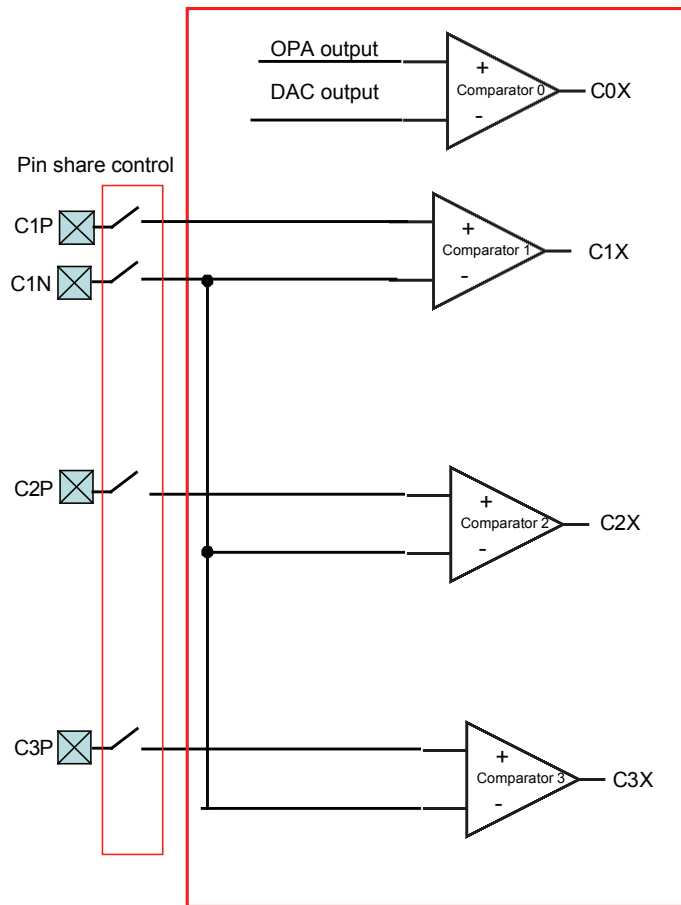 OPA output
+
Comparator 0
C0X
DAC output
-
Pin share control
C1P
+
Comparator 1
C1X
C1N
-
C2P
+
Comparator 2
C2X
-
C3P
+
Comparator 3
C3X
-